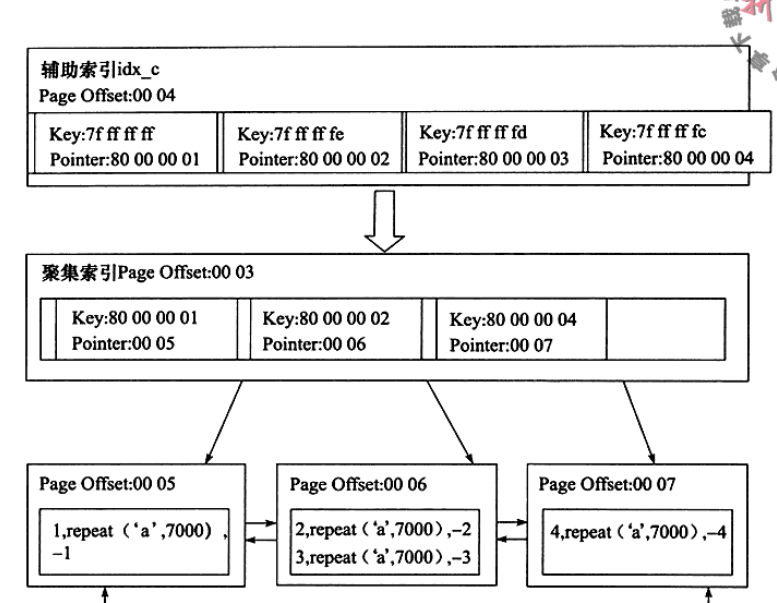 辅助索引idx_c
Page Offset:00 04
Key:7f ff ff ff
Pointer:80 00 00 01
Key:7f ff ff fe
Pointer:80 00 00 02
Key:7f ff ff fd
Pointer:80 00 00 03
Key:7f ff ff fc
Pointer:80 00 00 04
聚集索引Page Offset:00 03
Key:80 00 00 01
Pointer:00 05
Key:80 00 00 02
Pointer:00 06
Key:80 00 00 04
Pointer:00 07
Page Offset:00 05
1,repeat（‘a’,7000）,
–1
Page Offset:00 06
2,repeat（‘a’,7000）,–2
3,repeat（‘a’,7000）,–3
Page Offset:00 07
4,repeat（‘a’,7000）,–4